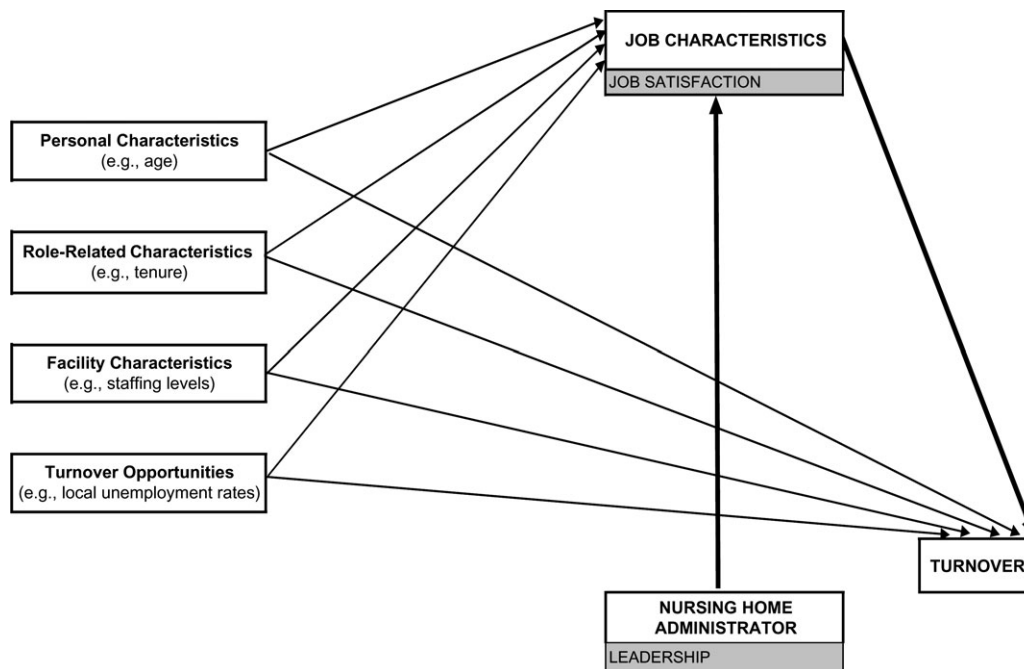 JOB CHARACTERISTICS
JOB SATISFACTION
Personal Characteristics
(e.g., age)
Role-Related Characteristics
(e.g., tenure)
Facility Characteristics
(e.g., staffing levels)
Turnover Opportunities
(e.g., local unemployment rates)
TURNOVER
NURSING HOME
ADMINISTRATOR
LEADERSHIP